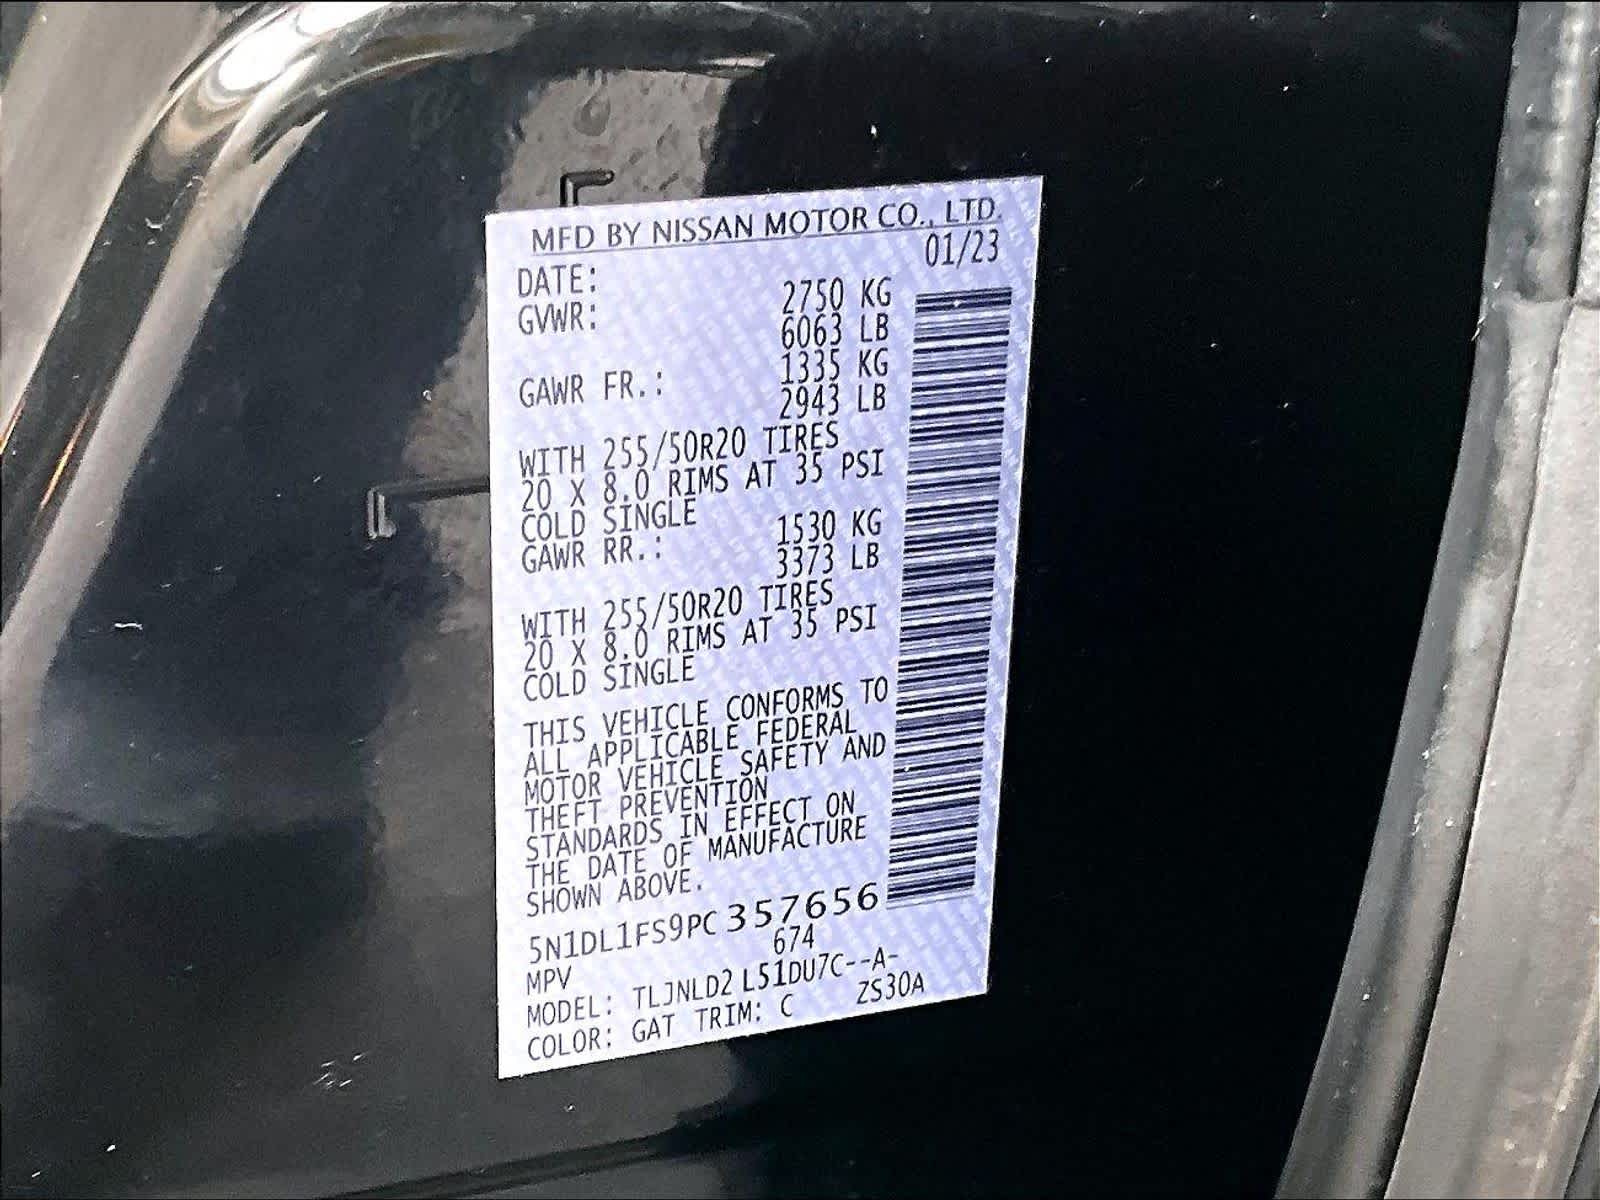 MFD BY NISSAN MOTOR CO., LTD.
DATE: 01/23
GVWR: 2750 KG
6063 LB
GAWR FR.: 1335 KG
2943 LB
WITH 255/50R20 TIRES
20 X 8.0 RIMS AT 35 PSI
COLD SINGLE
GAWR RR.: 1530 KG
3373 LB
WITH 255/50R20 TIRES
20 X 8.0 RIMS AT 35 PSI
COLD SINGLE
THIS VEHICLE CONFORMS TO
ALL APPLICABLE FEDERAL
MOTOR VEHICLE SAFETY AND
THEFT PREVENTION
STANDARDS IN EFFECT ON
THE DATE OF MANUFACTURE
SHOWN ABOVE.
5N1DL1FS9PC 357656
MPV 674
MODEL: TLJNLD2 L51DU7C--A-
COLOR: GAT TRIM: C ZS30A